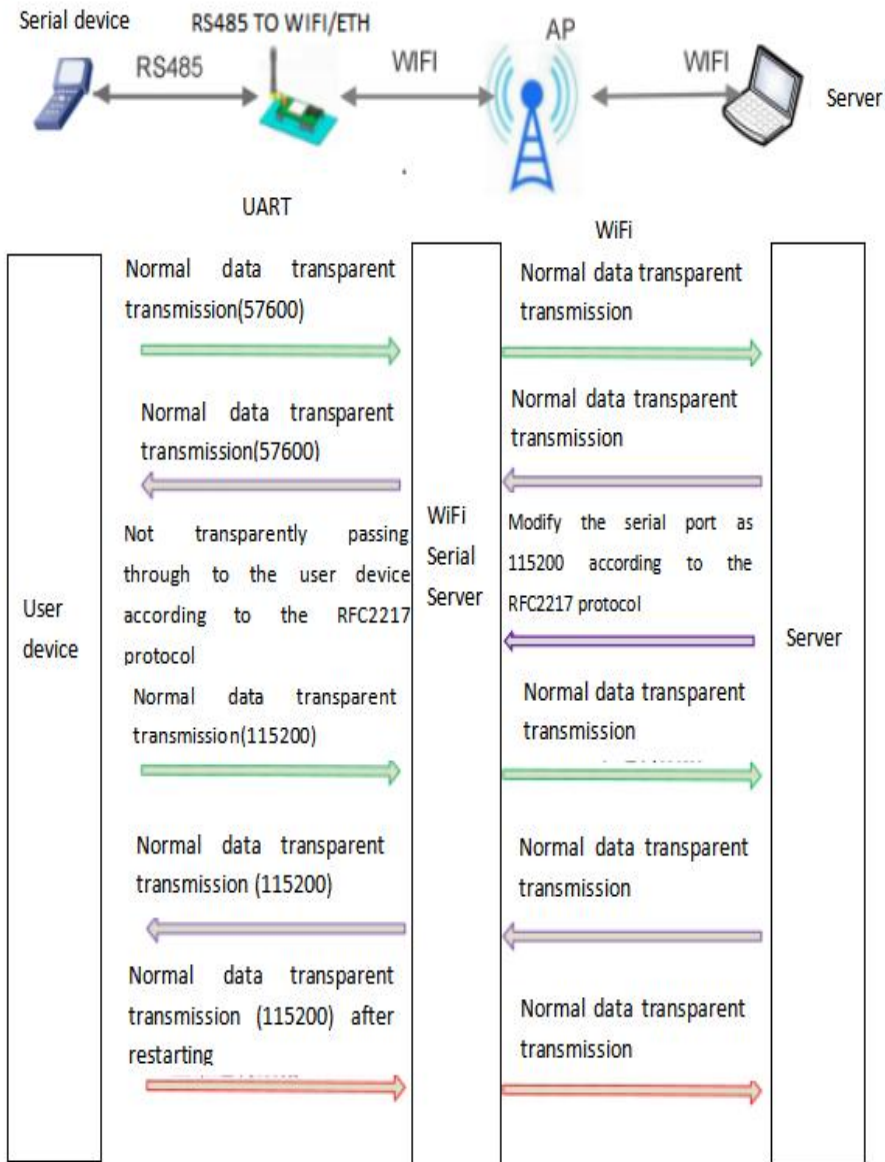 Serial device
RS485 TO WIFI/ETH
AP
RS485
WIFI
WIFI
Server
UART
WiFi
Normal data transparent
transmission(57600)
Normal data transparent
transmission
Normal data transparent
transmission(57600)
Normal data transparent
transmission
Not transparently passing
through to the user device
according to the RFC2217
protocol
Modify the serial port as
115200 according to the
RFC2217 protocol
User
device
WiFi
Serial
Server
Server
Normal data transparent
transmission(115200)
Normal data transparent
transmission
Normal data transparent
transmission (115200)
Normal data transparent
transmission
Normal data transparent
transmission (115200) after
restarting
Normal data transparent
transmission